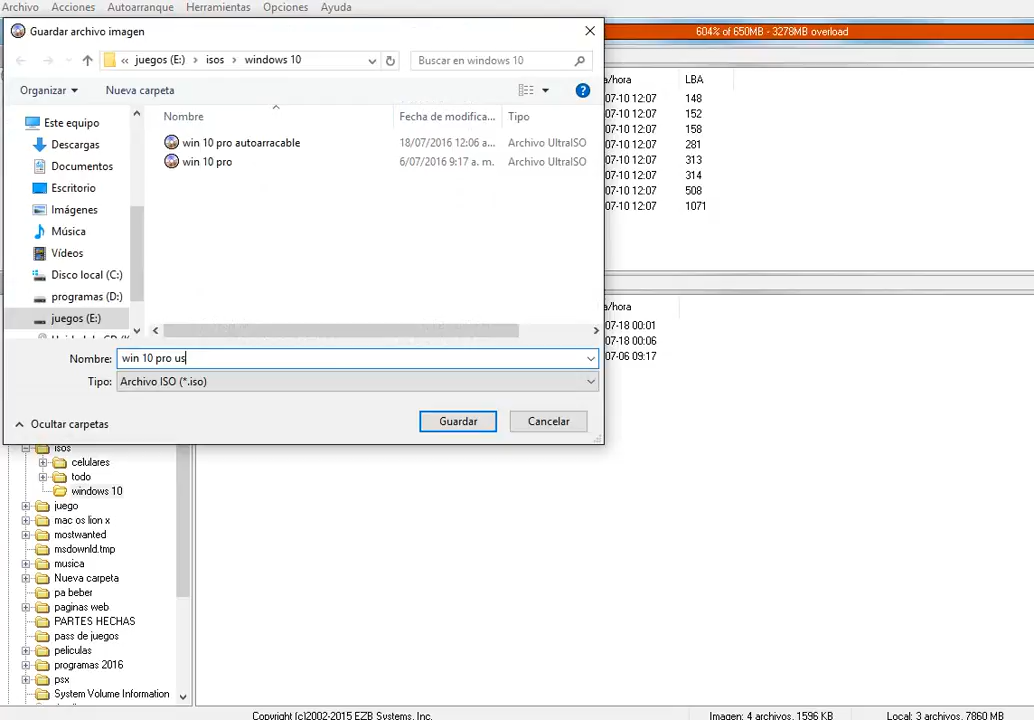 Archivo Acciones Autoarranque Herramientas Opciones Ayuda
Guardar archivo imagen
604% of 650MB - 3278MB overload
« juegos (E:) › isos › windows 10
Buscar en windows 10
Organizar Nueva carpeta
Nombre Fecha de modifica... Tipo
win 10 pro autoarracable 18/07/2016 12:06 a... Archivo UltraISO
win 10 pro 6/07/2016 9:17 a. m. Archivo UltraISO
Este equipo
Descargas
Documentos
Escritorio
Imágenes
Música
Vídeos
Disco local (C:)
programas (D:)
juegos (E:)
Nombre: win 10 pro us
Tipo: Archivo ISO (*.iso)
Ocultar carpetas
Guardar Cancelar
a/hora LBA
07-10 12:07 148
07-10 12:07 152
07-10 12:07 158
07-10 12:07 281
07-10 12:07 313
07-10 12:07 314
07-10 12:07 508
07-10 12:07 1071
a/hora
07-18 00:01
07-18 00:06
07-06 09:17
isos
celulares
todo
windows 10
juego
mac os lion x
mostwanted
msdownld.tmp
musica
Nueva carpeta
pa beber
paginas web
PARTES HECHAS
pass de juegos
peliculas
programas 2016
psx
System Volume Information
Copyright (c)2002-2015 EZB Systems, Inc.
Imagen: 4 archivos, 1596 KB
Local: 3 archivos, 7860 MB